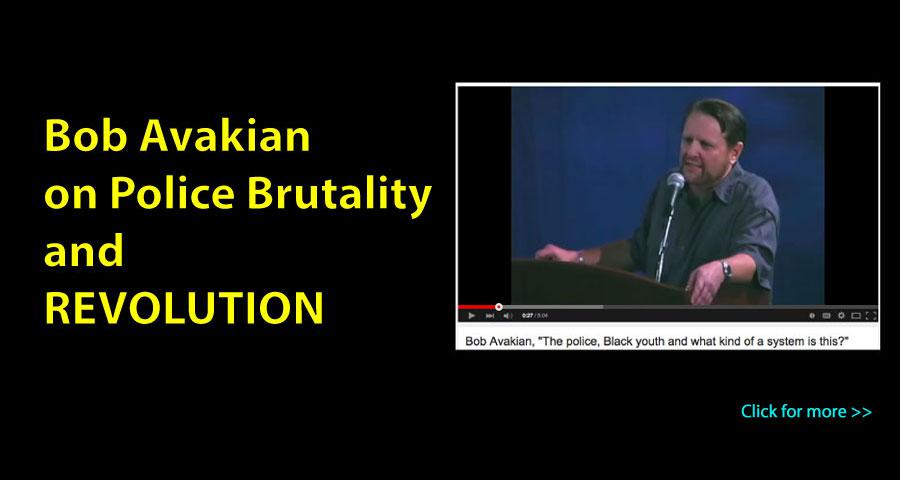 Bob Avakian
on Police Brutality
and
REVOLUTION
0:27 / 5:04
Bob Avakian, "The police, Black youth and what kind of a system is this?"
Click for more >>